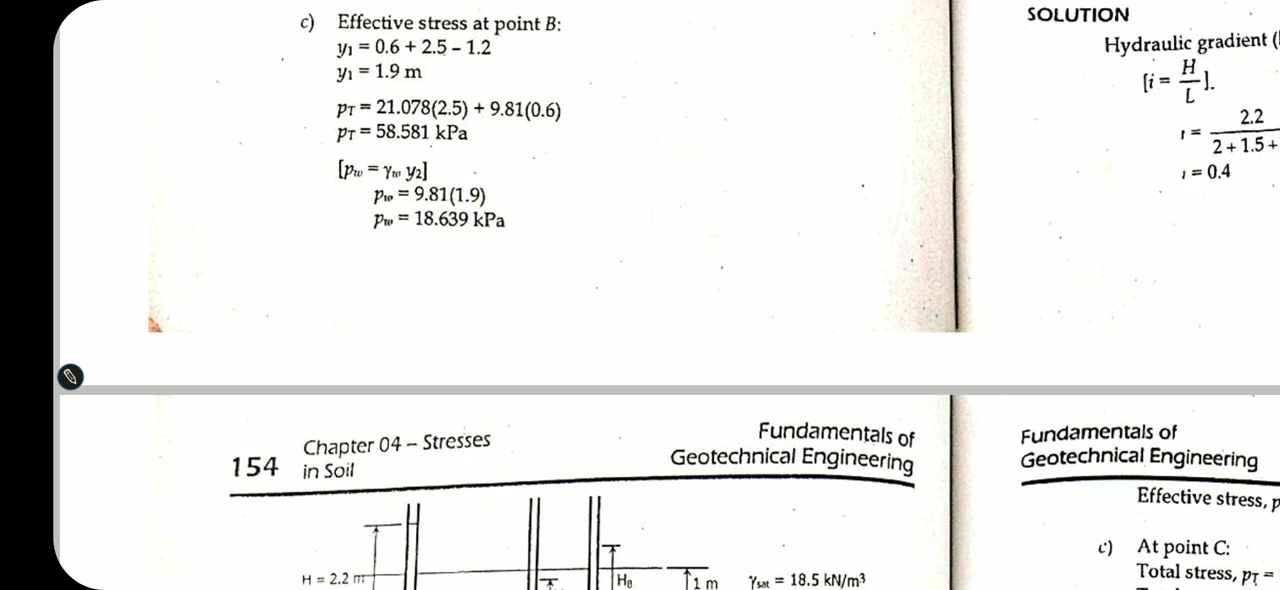 c) Effective stress at point B:
y₁ = 0.6 + 2.5 – 1.2
y₁ = 1.9 m
p_T = 21.078(2.5) + 9.81(0.6)
p_T = 58.581 kPa
[p_w = γ_w y₂]
p_w = 9.81(1.9)
p_w = 18.639 kPa
SOLUTION
Hydraulic gradient (
[i = H/L].
ı = 2.2 / 2 + 1.5 +
ı = 0.4
154 Chapter 04 – Stresses
in Soil
Fundamentals of
Geotechnical Engineering
H = 2.2 m
H_B
1 m
γ_sat = 18.5 kN/m³
Fundamentals of
Geotechnical Engineering
Effective stress, p
c) At point C:
Total stress, p_T =